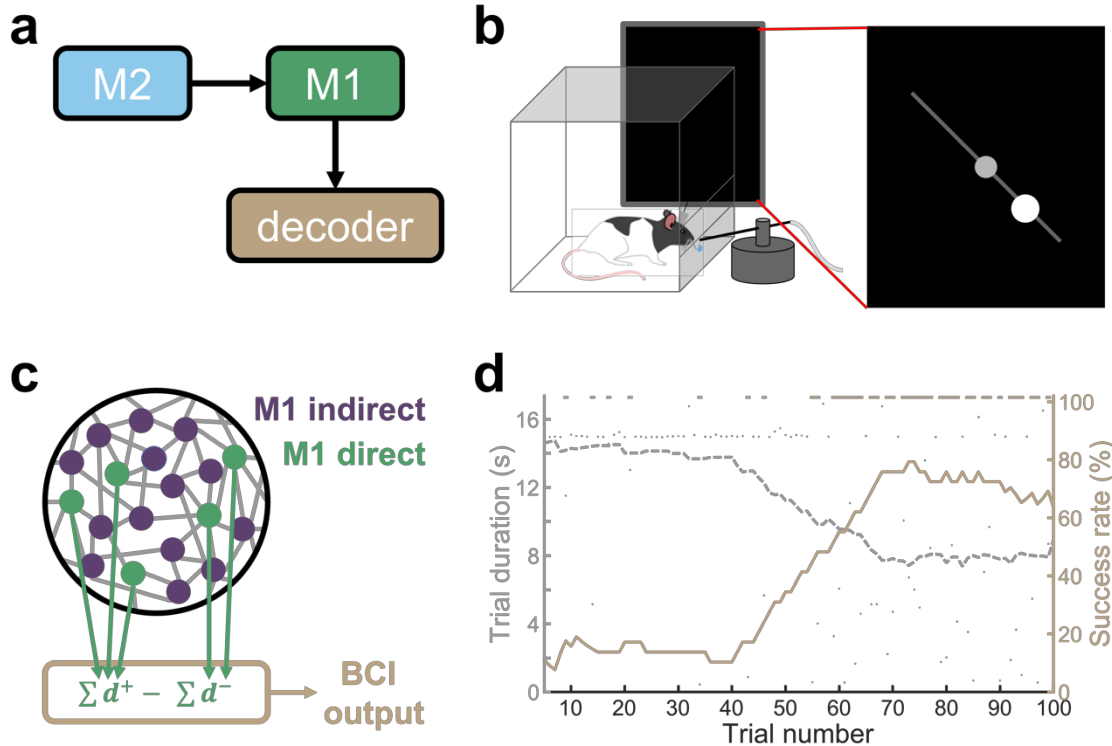 a
M2
M1
decoder
b
c
M1 indirect
M1 direct
∑ d⁺ − ∑ d⁻
BCI
output
d
Trial duration (s)
16
12
8
4
0
100
80
60
40
20
0
Success rate (%)
10 20 30 40 50 60 70 80 90 100
Trial number